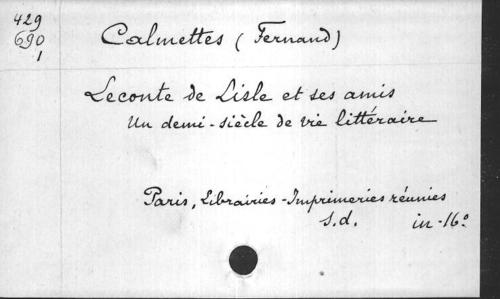 429
690
1
Calmettes (Fernand)
Leconte de Lisle et ses amis
Un demi-siècle de vie littéraire
Paris, Librairies-Imprimeries réunies
s.d. in-16º